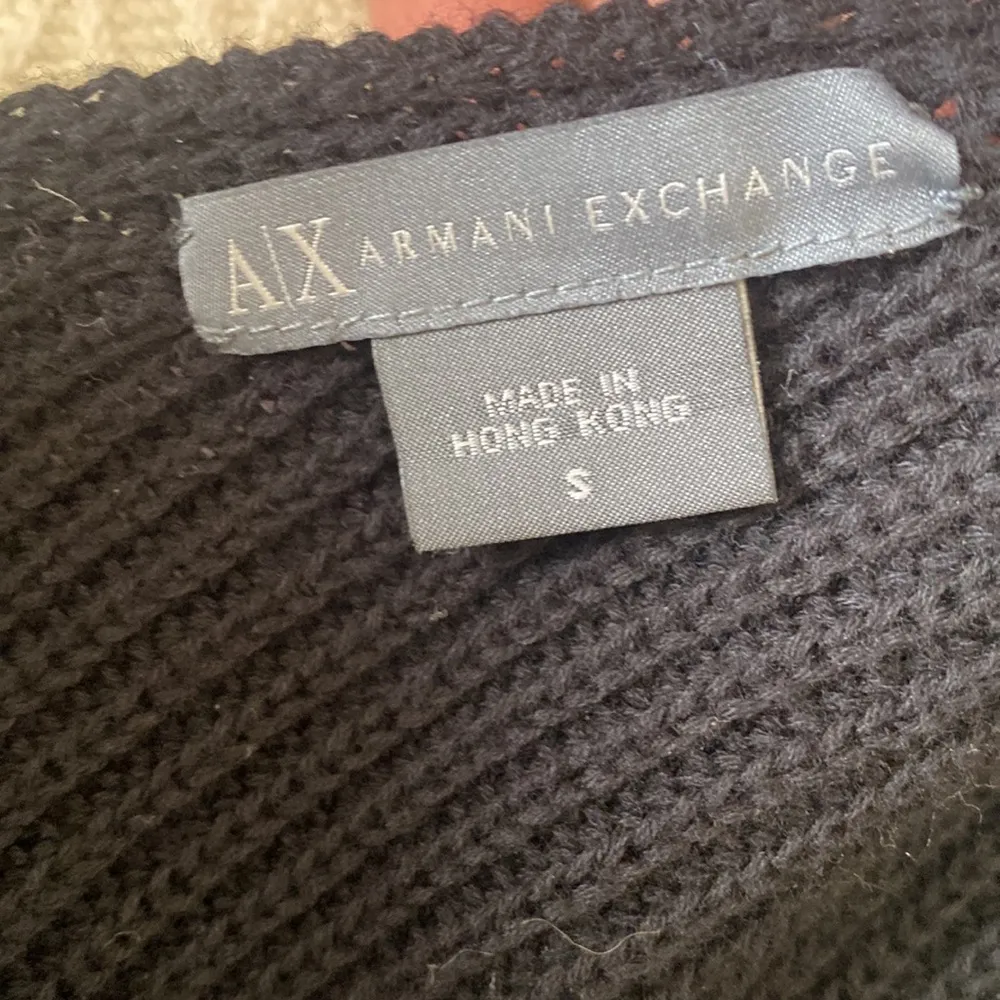 A|X ARMANI EXCHANGE
MADE IN
HONG KONG
S